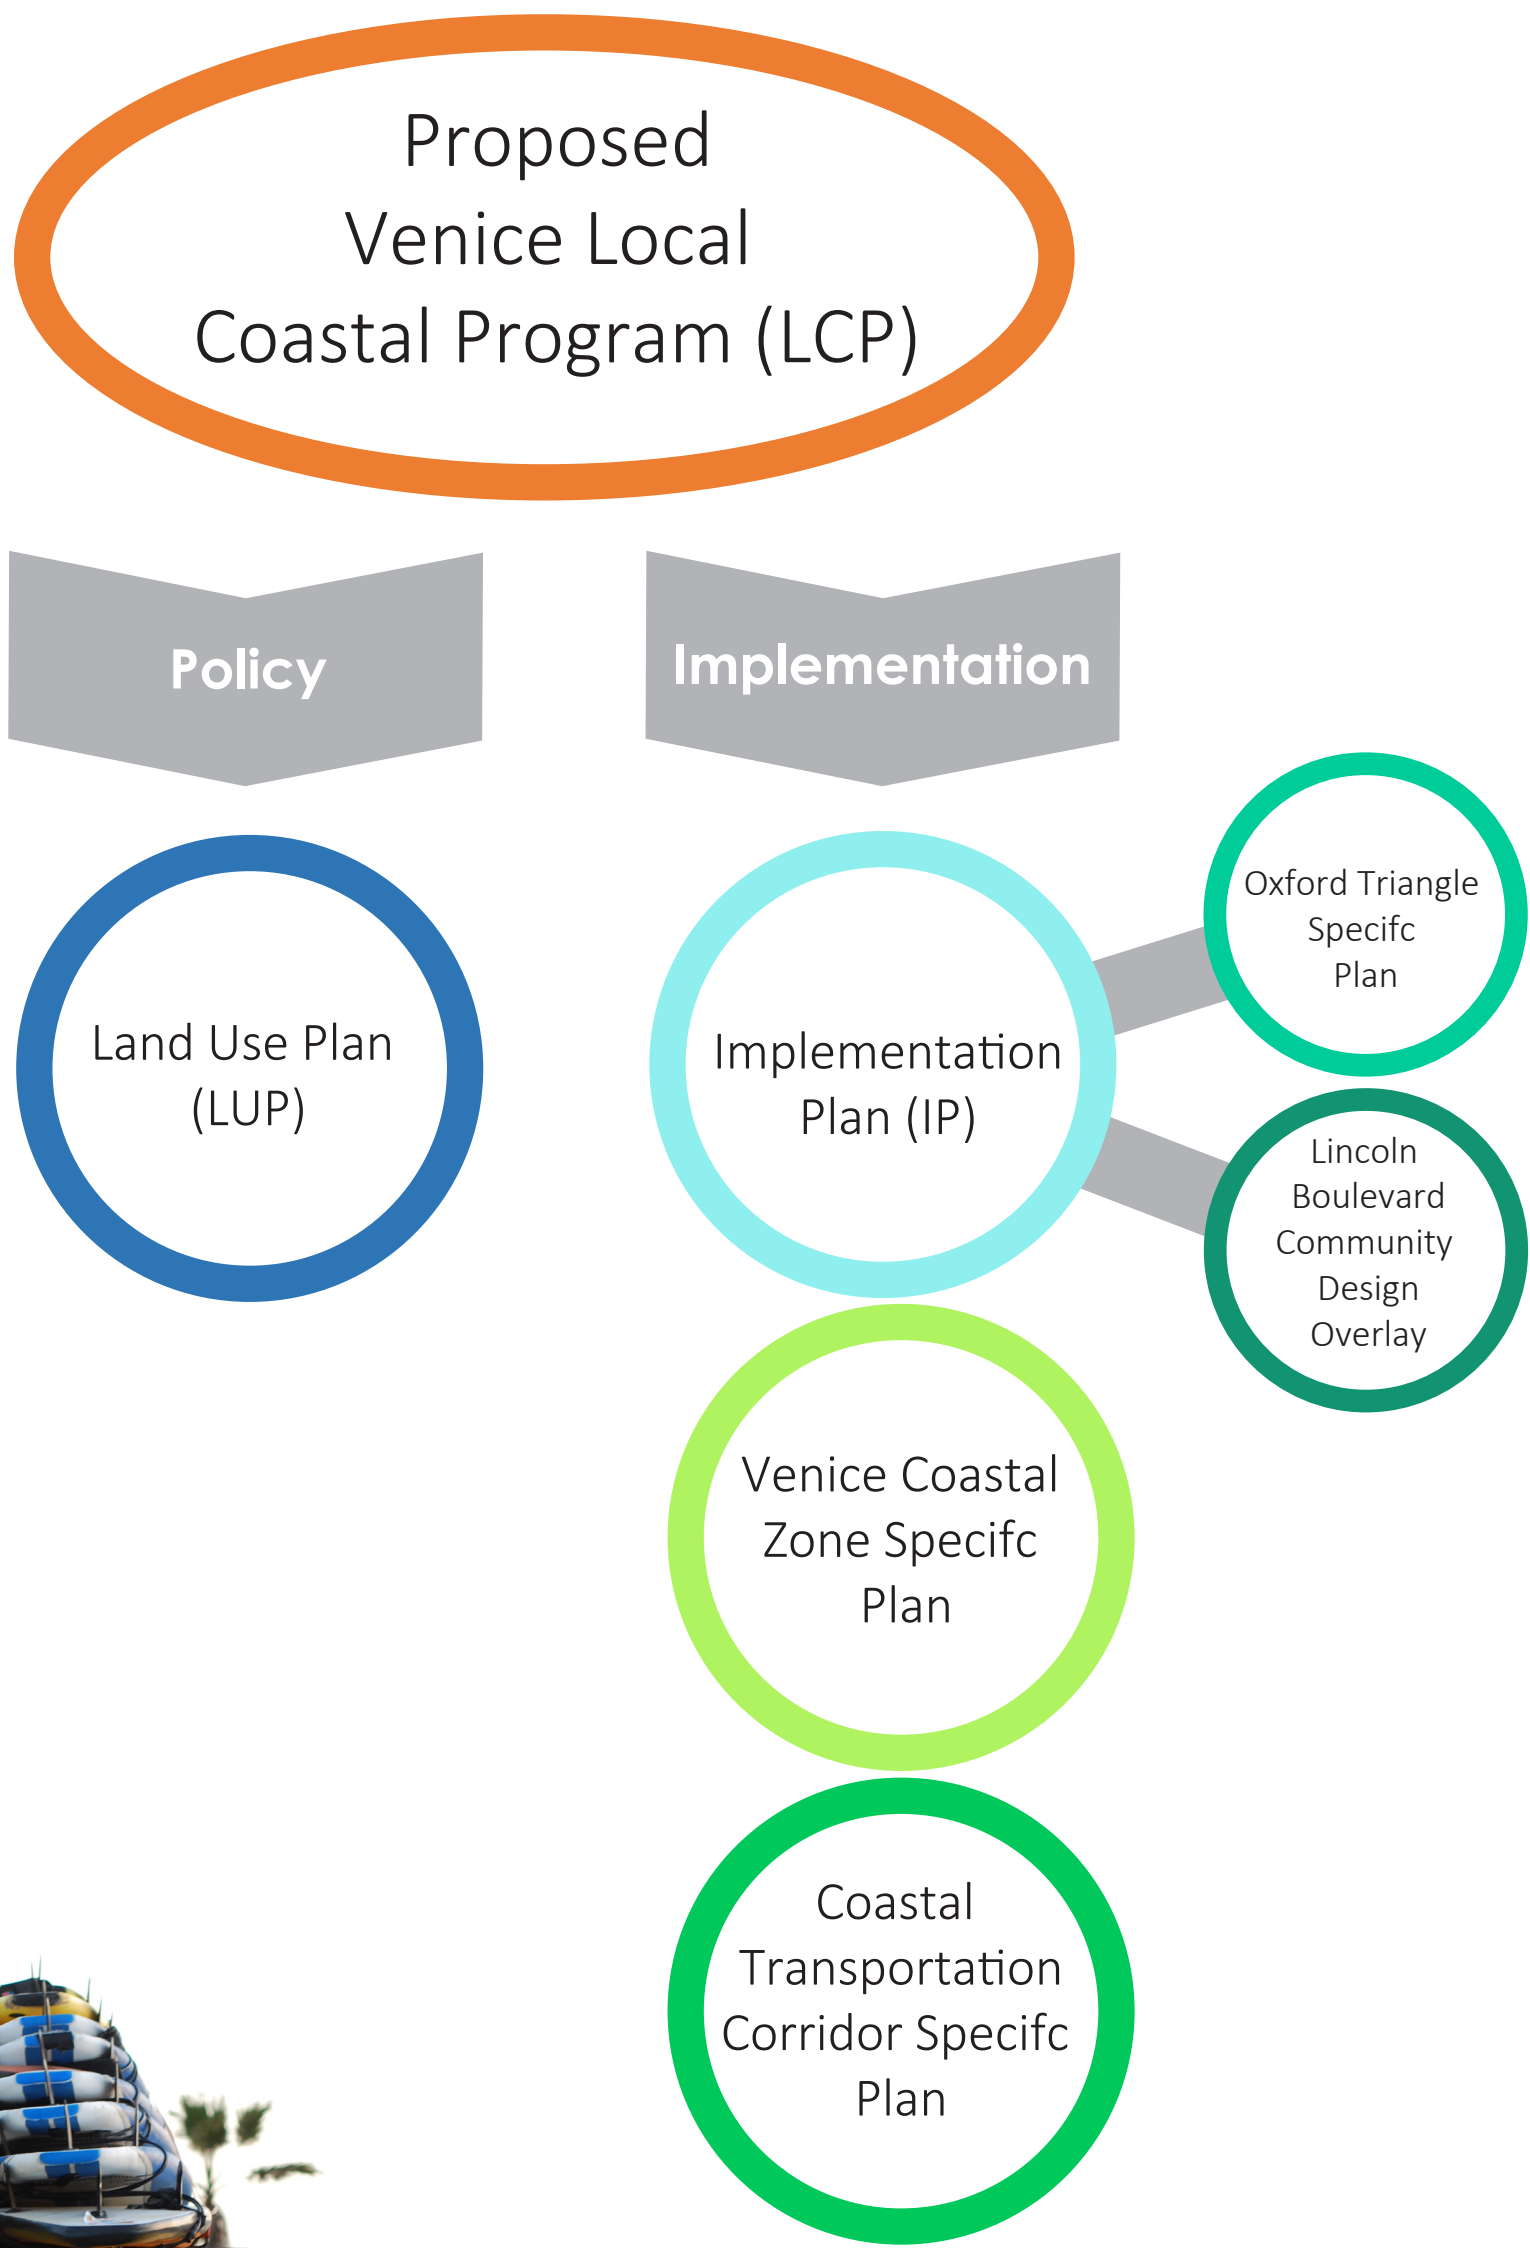 Proposed
Venice Local
Coastal Program (LCP)
Policy
Implementation
Land Use Plan
(LUP)
Implementation
Plan (IP)
Oxford Triangle
Specifc
Plan
Lincoln
Boulevard
Community
Design
Overlay
Venice Coastal
Zone Specifc
Plan
Coastal
Transportation
Corridor Specifc
Plan